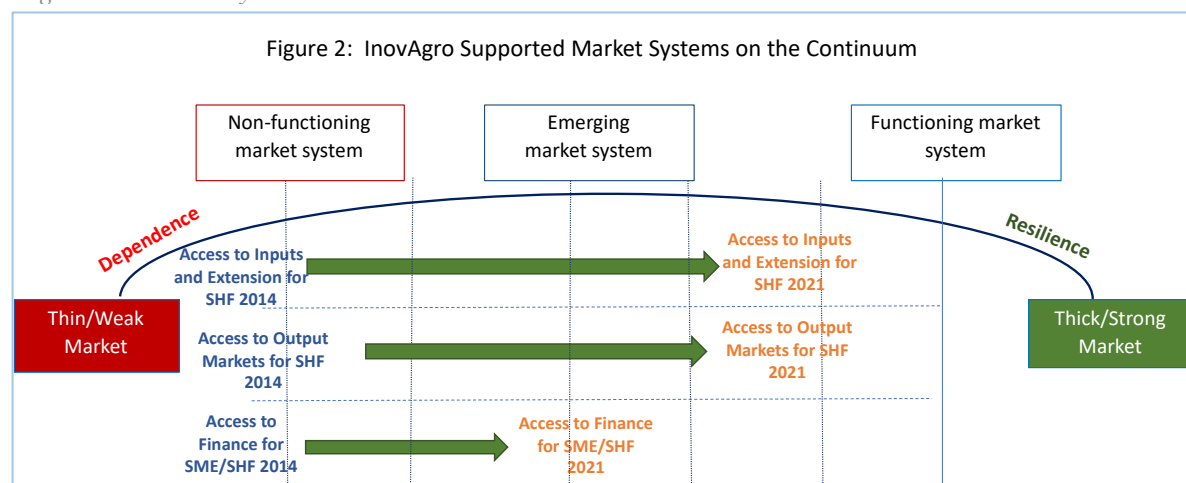 Figure 2: InovAgro Supported Market Systems on the Continuum
Non-functioning
market system
Emerging
market system
Functioning market
system
Dependence
Resilience
Access to Inputs
and Extension for
SHF 2014
Access to Inputs
and Extension for
SHF 2021
Thin/Weak
Market
Thick/Strong
Market
Access to Output
Markets for SHF
2014
Access to Output
Markets for SHF
2021
Access to
Finance for
SME/SHF 2014
Access to Finance
for SME/SHF
2021